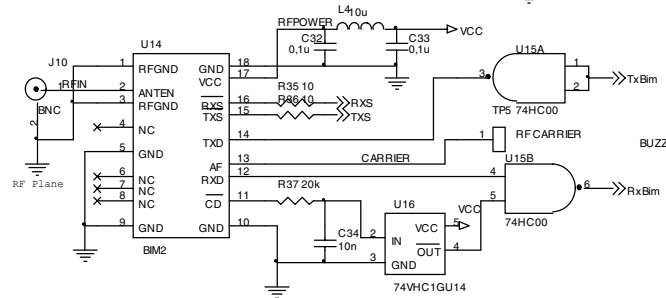 L4 10u
RFPOWER
VCC
C32
0,1u
C33
0,1u
U14
J10
1 RFGND
GND 18
VCC 17
U15A
1
2
3
TxBim
TP5 74HC00
1 RFIN
2 ANTEN
3 RFGND
BNC
2
R35 10
R36 10
RXS 16
TXS 15
RXS
TXS
4 NC
TXD 14
RF Plane
5 GND
AF 13
CARRIER
1
RFCARRIER
BUZZ
U15B
6 NC
7 NC
8 NC
RXD 12
4
5
6
RxBim
CD 11
R37 20k
74HC00
9 GND
GND 10
BIM2
C34
10n
U16
VCC 5
VCC
2 IN
OUT 4
3 GND
74VHC1GU14